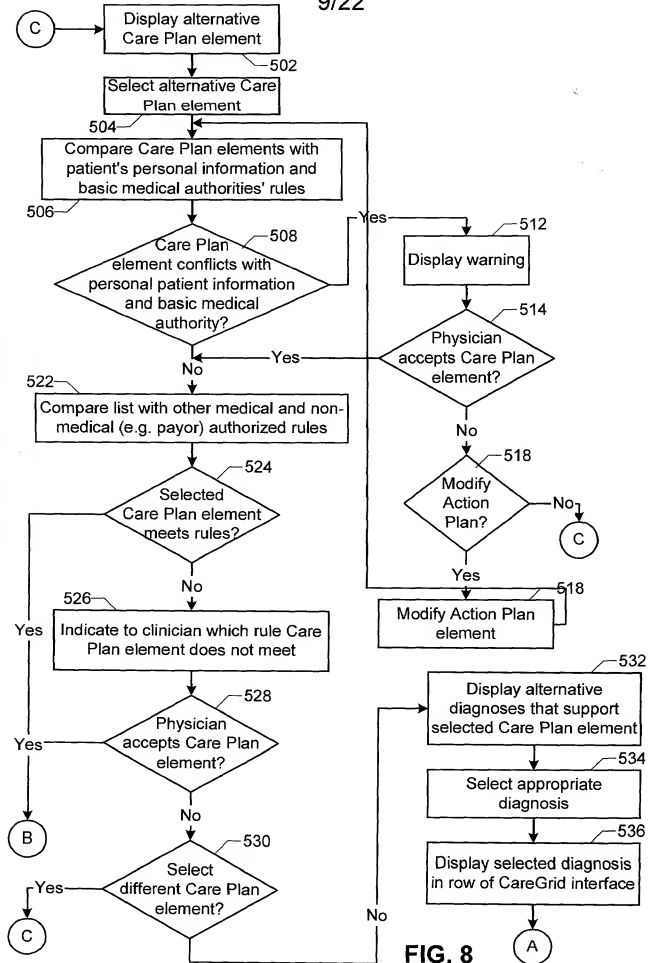 9/22
C
Display alternative
Care Plan element
502
Select alternative Care
Plan element
504
Compare Care Plan elements with
patient's personal information and
basic medical authorities' rules
506
Care Plan
element conflicts with
personal patient information
and basic medical
authority?
508
Yes
512
Display warning
514
Physician
accepts Care Plan
element?
Yes
No
No
518
Modify
Action
Plan?
No
C
Yes
518
Modify Action Plan
element
522
Compare list with other medical and non-
medical (e.g. payor) authorized rules
524
Selected
Care Plan element
meets rules?
No
Yes
526
Indicate to clinician which rule Care
Plan element does not meet
528
Physician
accepts Care Plan
element?
Yes
B
No
530
Select
different Care Plan
element?
Yes
C
No
532
Display alternative
diagnoses that support
selected Care Plan element
534
Select appropriate
diagnosis
536
Display selected diagnosis
in row of CareGrid interface
A
FIG. 8